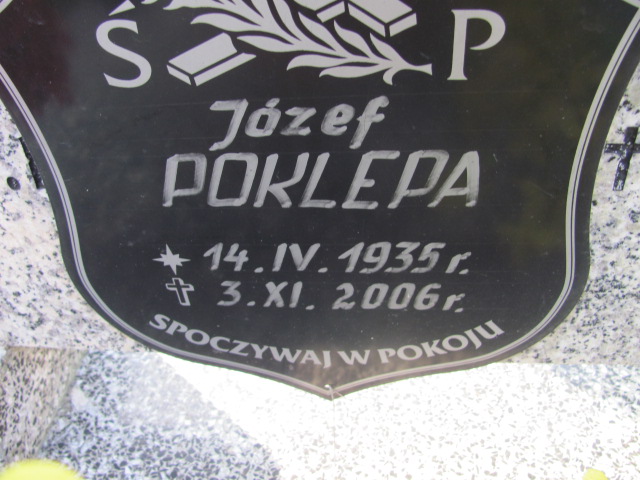 S P
Józef
POKLEPA
14. IV. 1935 r.
3. XI. 2006 r.
SPOCZYWAJ W POKOJU